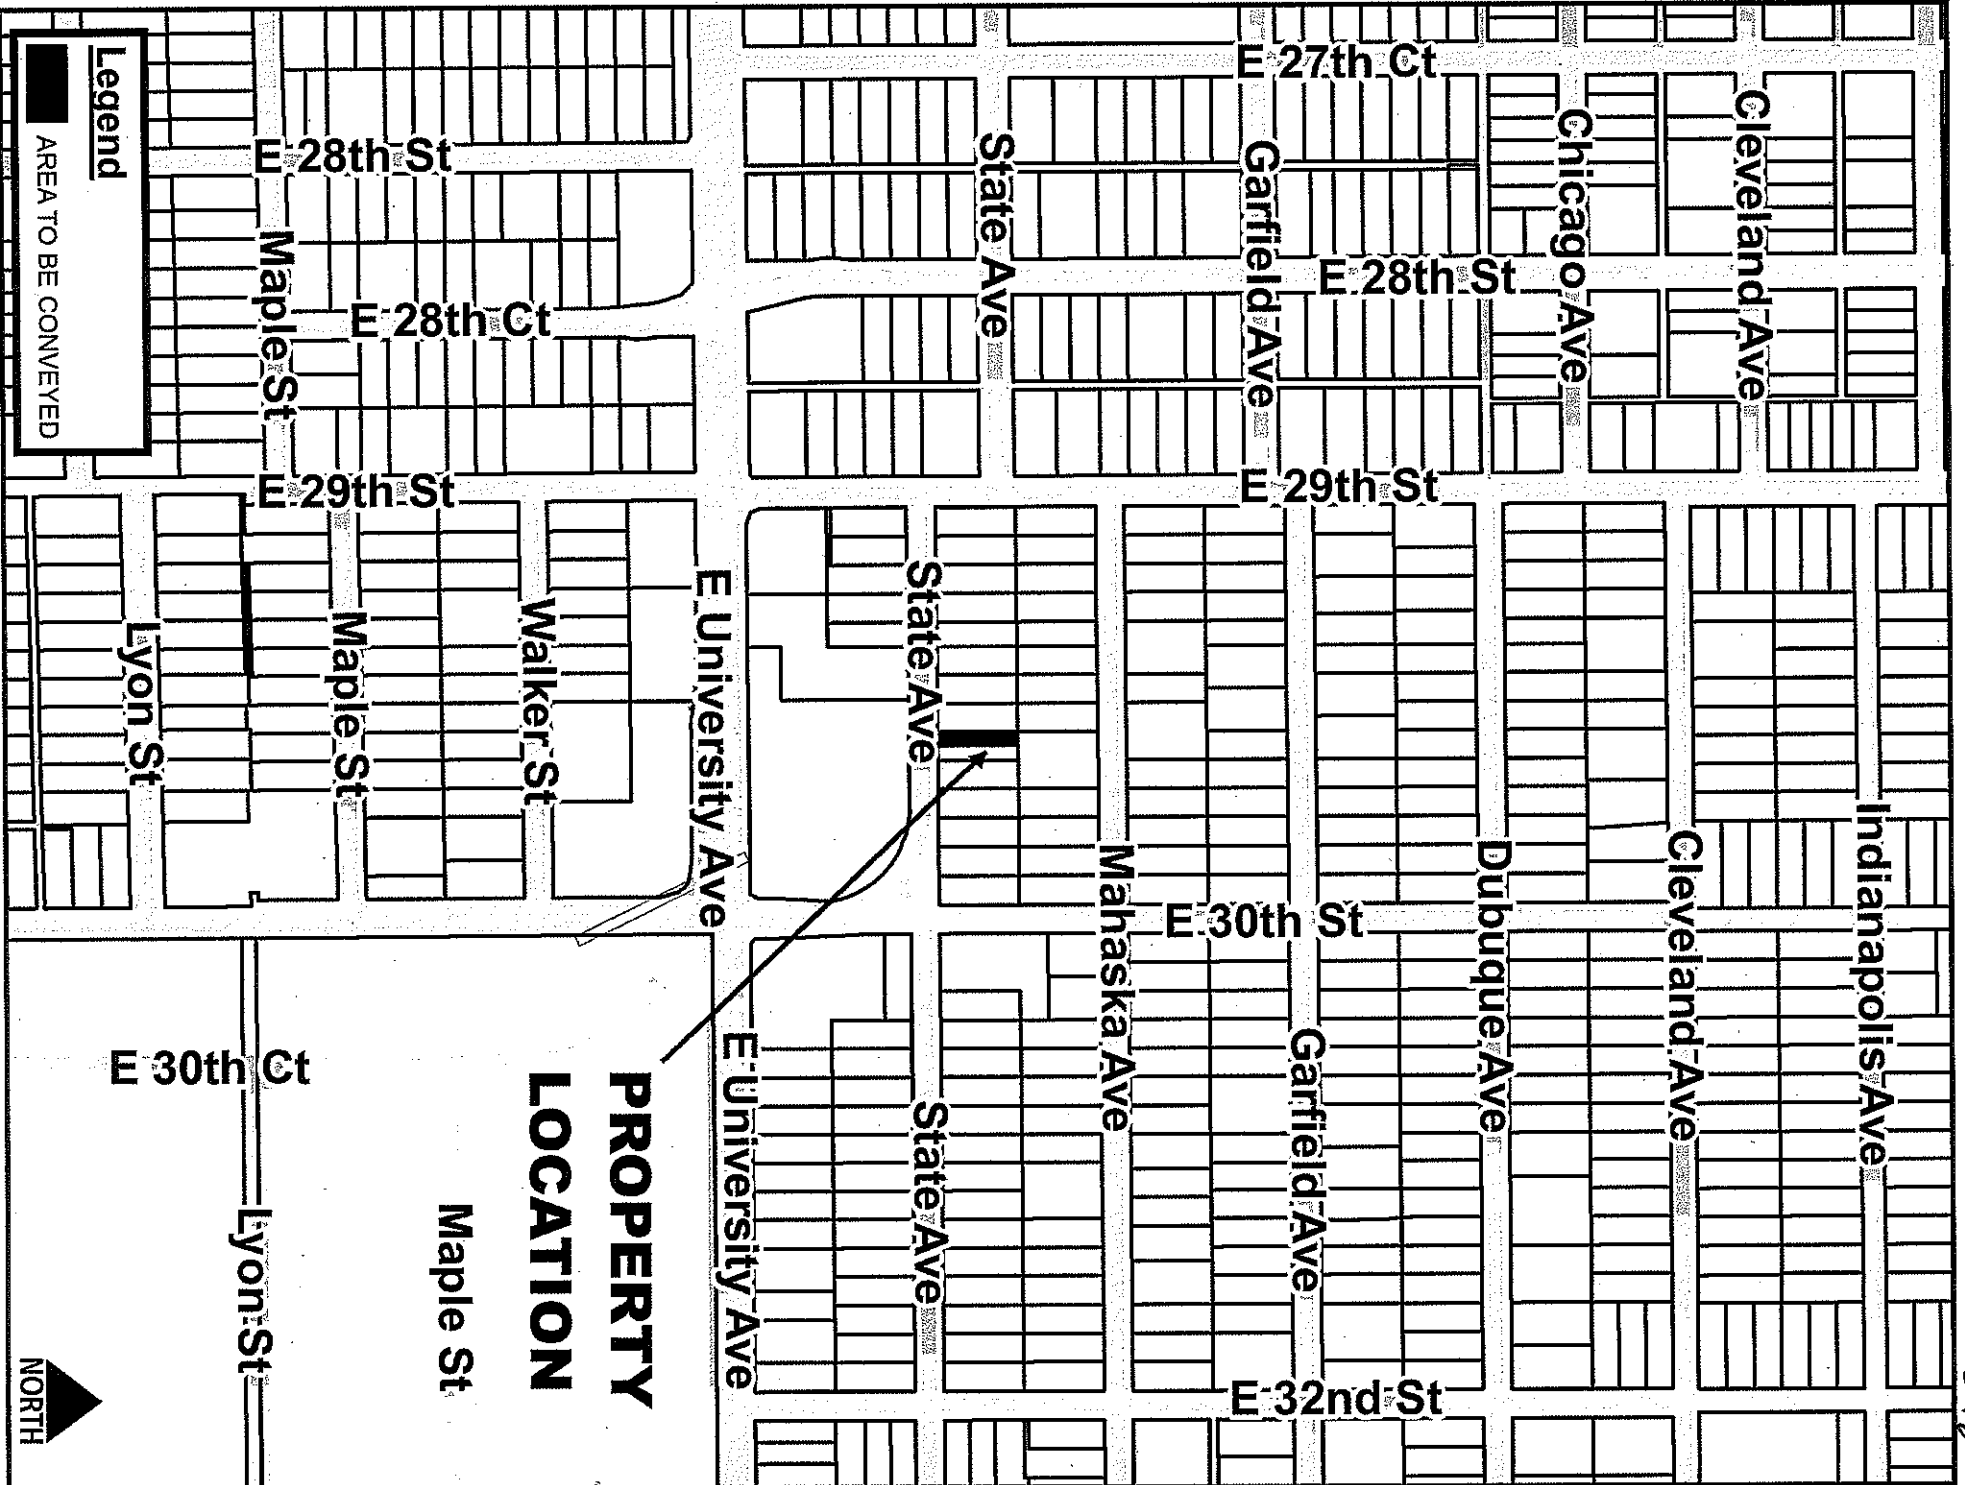 Legend
AREA TO BE CONVEYED
E 27th Ct
E 28th St
State Ave
Garfield Ave
Chicago Ave
Cleveland Ave
Maple St
E 28th St
E 28th Ct
E 29th St
E 29th St
Lyon St
Maple St
Walker St
E University Ave
State Ave
Mahaska Ave
E 30th St
Dubuque Ave
Cleveland Ave
Indianapolis Ave
E 30th Ct
Lyon St
Maple St
PROPERTY
LOCATION
E University Ave
State Ave
Garfield Ave
E 32nd St
NORTH